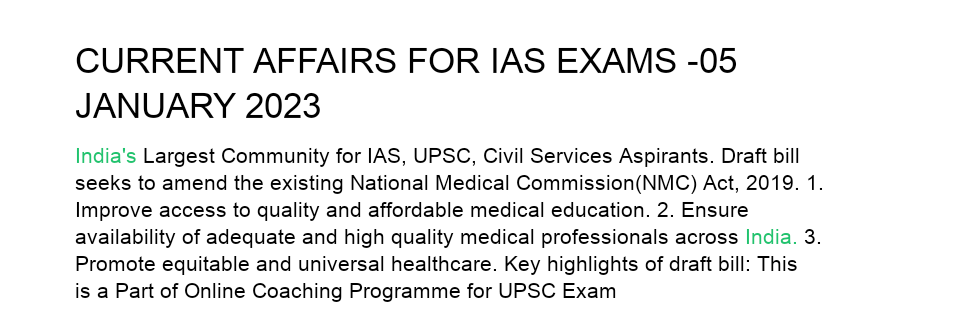 CURRENT AFFAIRS FOR IAS EXAMS -05
JANUARY 2023
India's Largest Community for IAS, UPSC, Civil Services Aspirants. Draft bill
seeks to amend the existing National Medical Commission(NMC) Act, 2019. 1.
Improve access to quality and affordable medical education. 2. Ensure
availability of adequate and high quality medical professionals across India. 3.
Promote equitable and universal healthcare. Key highlights of draft bill: This
is a Part of Online Coaching Programme for UPSC Exam